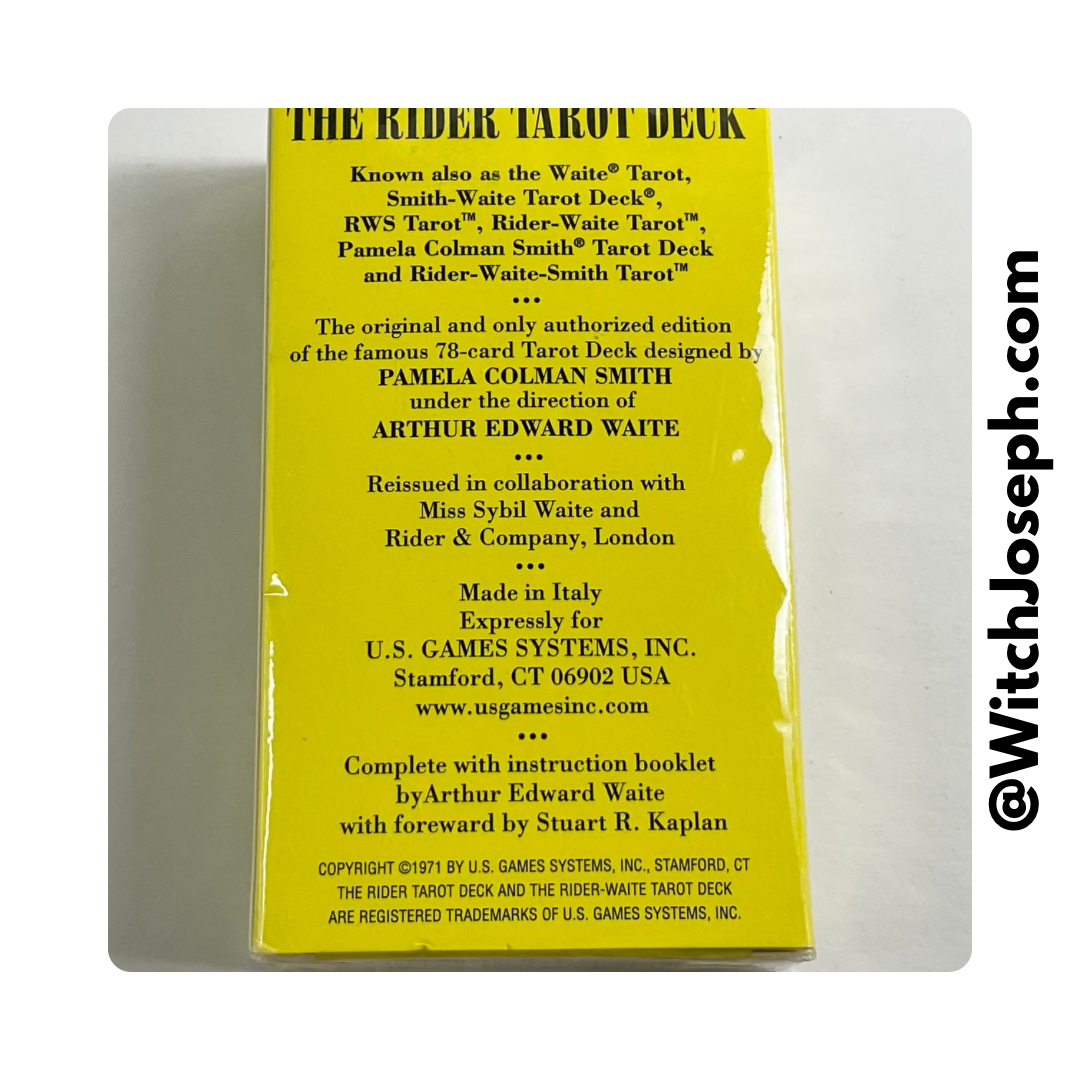 THE RIDER TAROT DECK®
Known also as the Waite® Tarot,
Smith-Waite Tarot Deck®,
RWS Tarot™, Rider-Waite Tarot™,
Pamela Colman Smith® Tarot Deck
and Rider-Waite-Smith Tarot™
•••
The original and only authorized edition
of the famous 78-card Tarot Deck designed by
PAMELA COLMAN SMITH
under the direction of
ARTHUR EDWARD WAITE
•••
Reissued in collaboration with
Miss Sybil Waite and
Rider & Company, London
•••
Made in Italy
Expressly for
U.S. GAMES SYSTEMS, INC.
Stamford, CT 06902 USA
www.usgamesinc.com
•••
Complete with instruction booklet
byArthur Edward Waite
with foreward by Stuart R. Kaplan
COPYRIGHT ©1971 BY U.S. GAMES SYSTEMS, INC., STAMFORD, CT
THE RIDER TAROT DECK AND THE RIDER-WAITE TAROT DECK
ARE REGISTERED TRADEMARKS OF U.S. GAMES SYSTEMS, INC.
@WitchJoseph.com